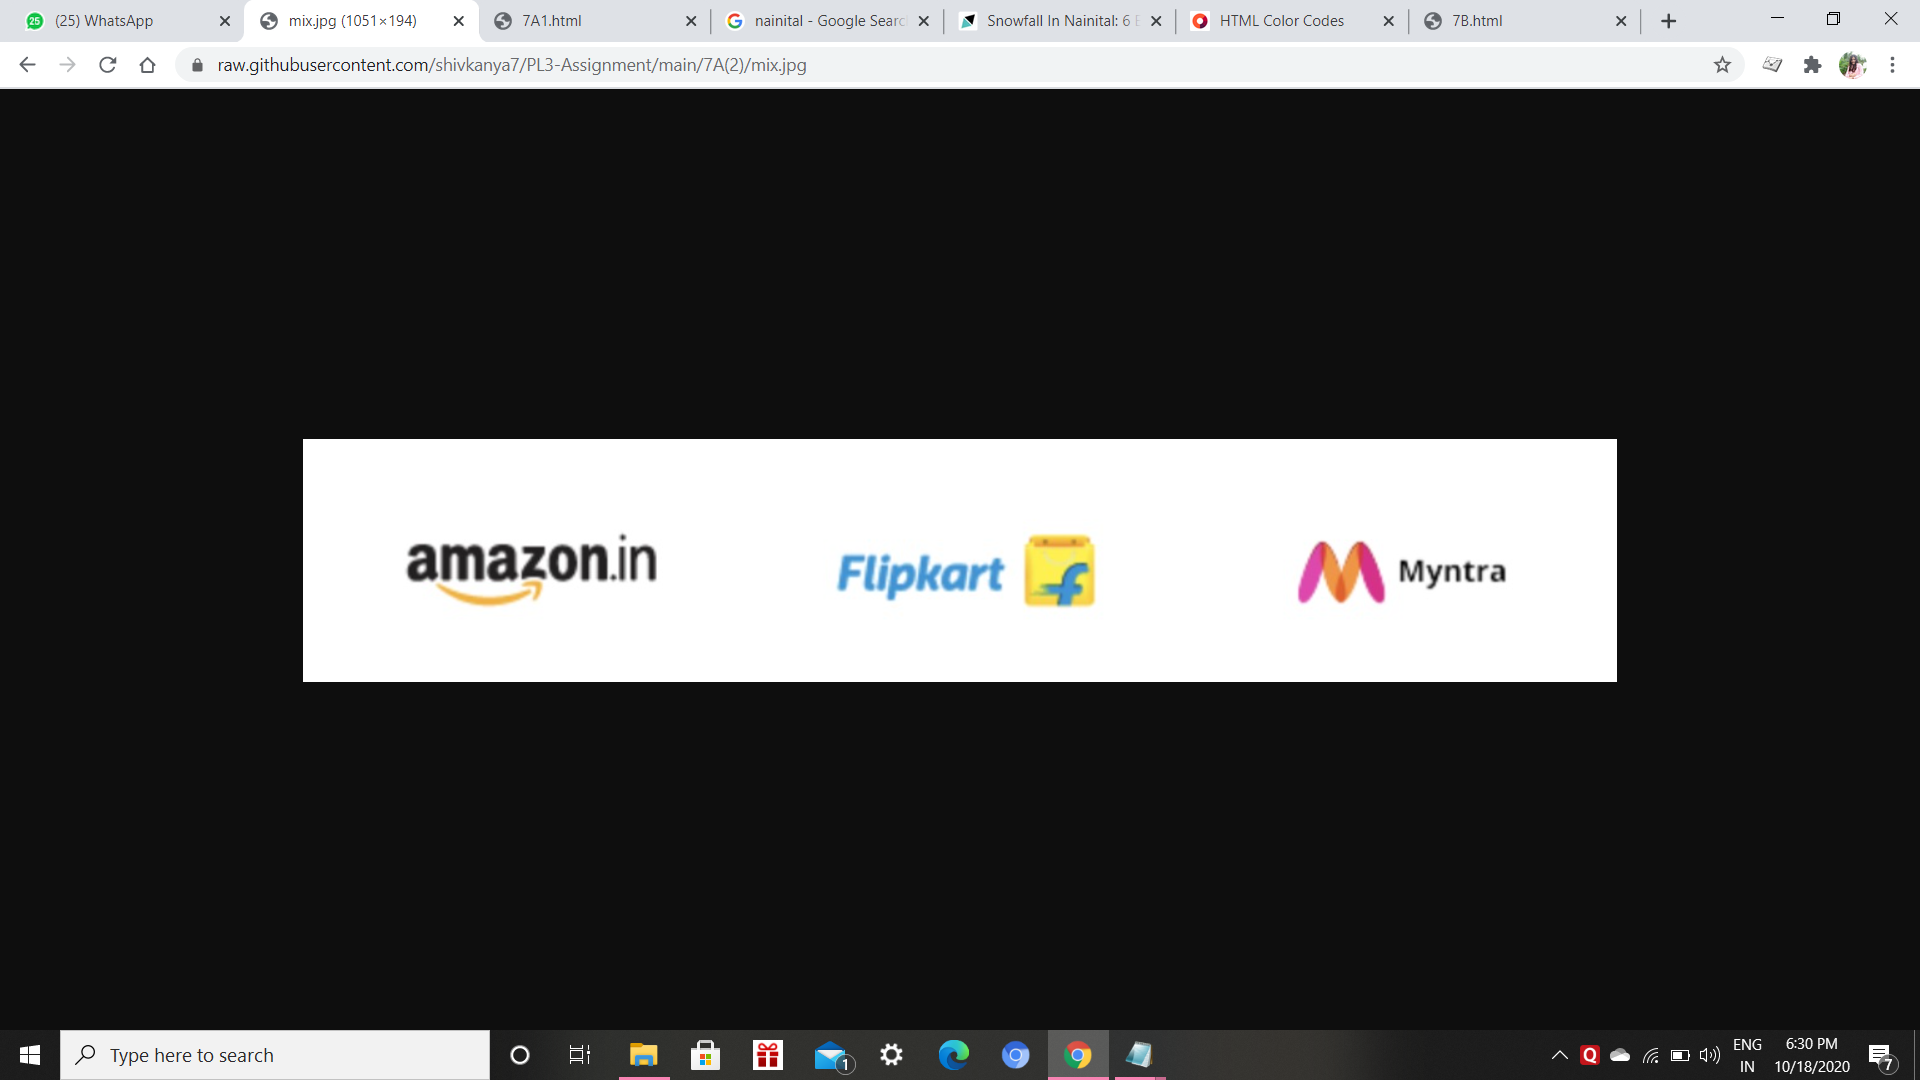 (25) WhatsApp
mix.jpg (1051×194)
7A1.html
nainital - Google Searc
Snowfall In Nainital: 6 E
HTML Color Codes
7B.html
raw.githubusercontent.com/shivkanya7/PL3-Assignment/main/7A(2)/mix.jpg
amazon.in
Flipkart
Myntra
Type here to search
1
ENG
IN
6:30 PM
10/18/2020
7